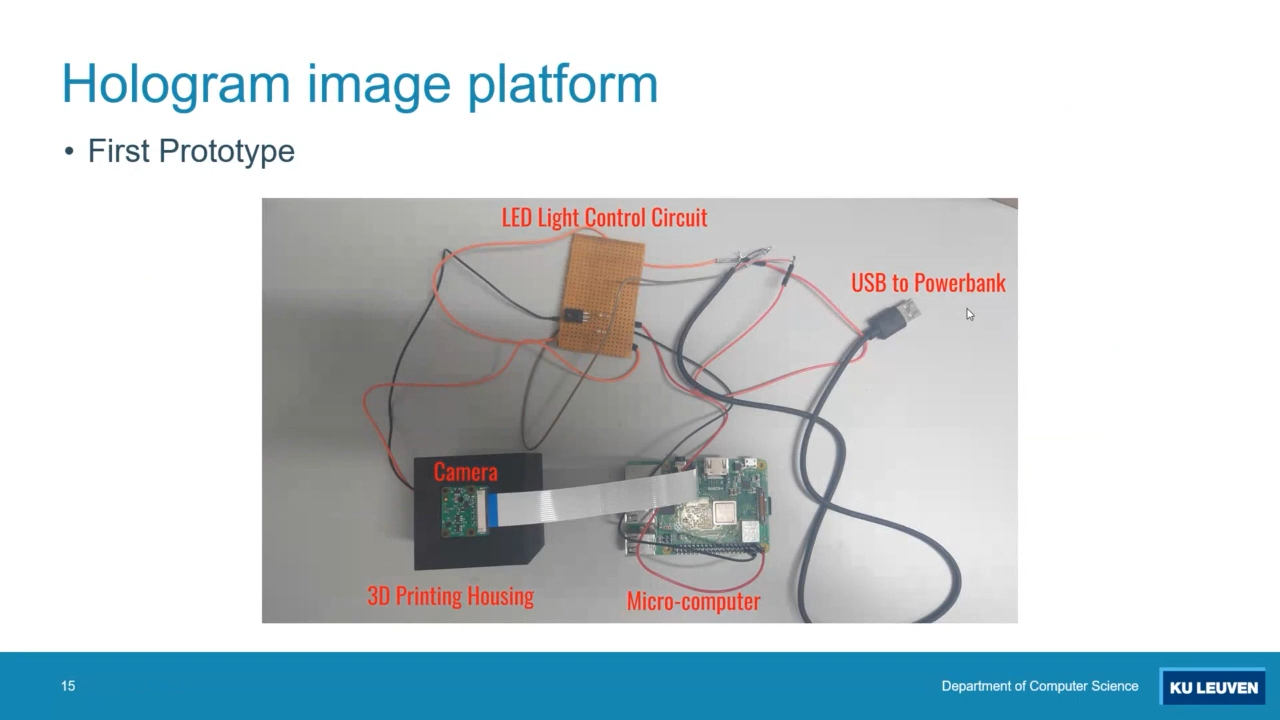 Hologram image platform
• First Prototype
LED Light Control Circuit
USB to Powerbank
Camera
3D Printing Housing
Micro-computer
15
Department of Computer Science
KU LEUVEN